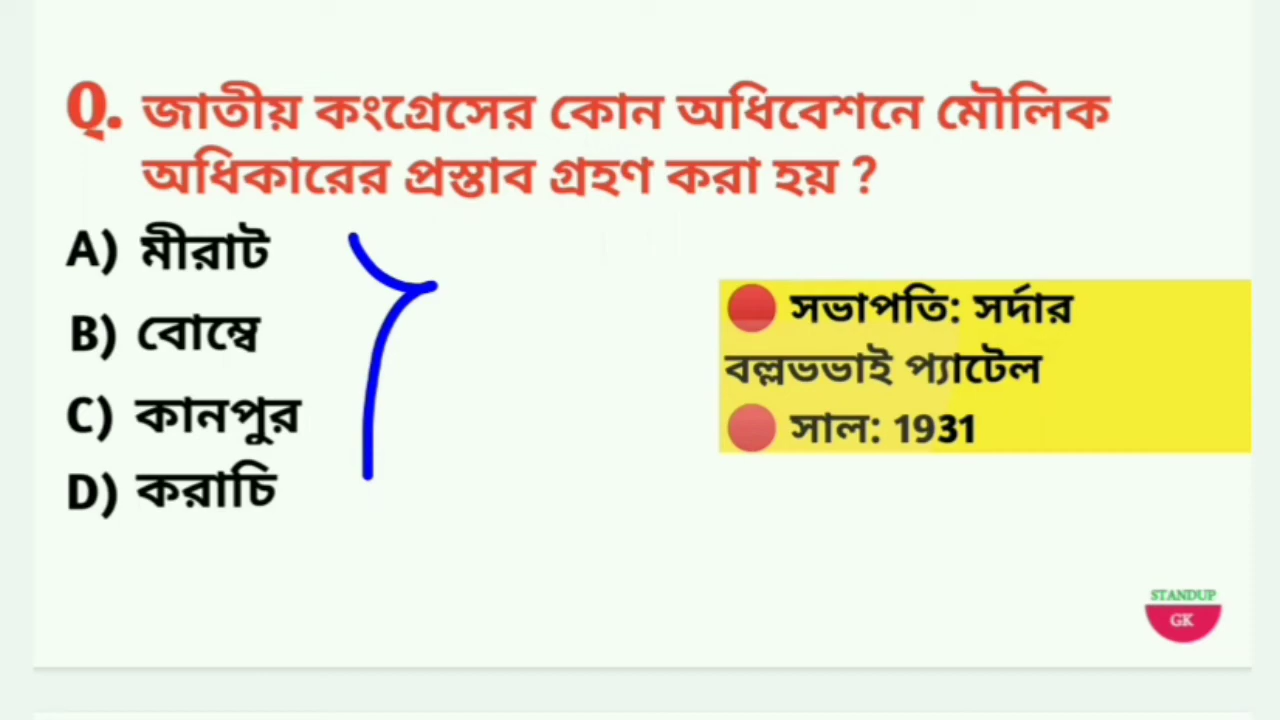 Q. জাতীয় কংগ্রেসের কোন অধিবেশনে মৌলিক
অধিকারের প্রস্তাব গ্রহণ করা হয় ?
A) মীরাট
B) বোম্বে
C) কানপুর
D) করাচি
🔴 সভাপতি: সর্দার
বল্লভভাই প্যাটেল
🔴 সাল: 1931
STANDUP
GK